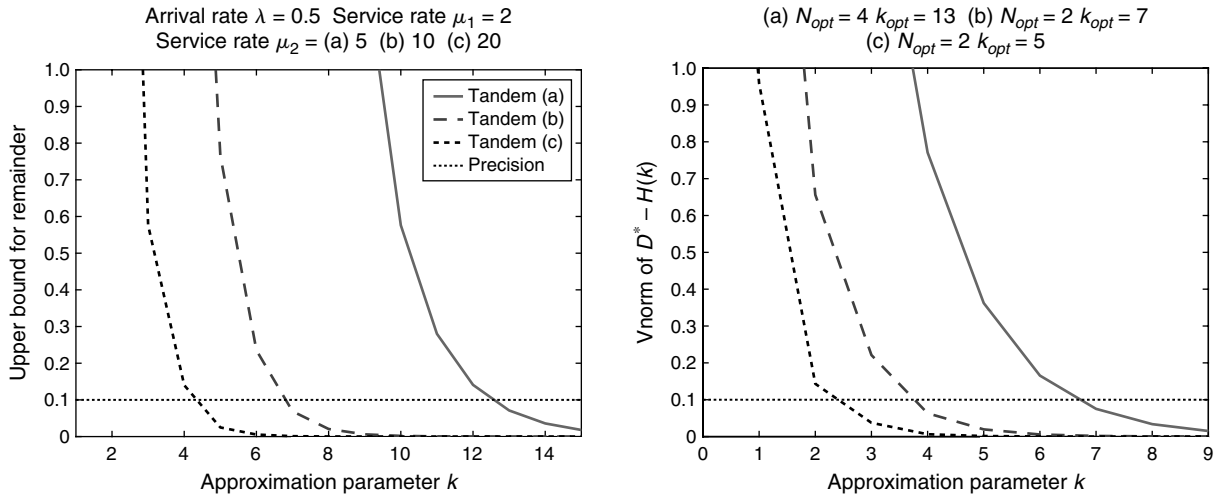 Arrival rate λ = 0.5 Service rate μ1 = 2
Service rate μ2 = (a) 5 (b) 10 (c) 20
1.0
0.9
0.8
0.7
0.6
0.5
0.4
0.3
0.2
0.1
0
Upper bound for remainder
Tandem (a)
Tandem (b)
Tandem (c)
Precision
2 4 6 8 10 12 14
Approximation parameter k
(a) Nopt = 4 kopt = 13 (b) Nopt = 2 kopt = 7
(c) Nopt = 2 kopt = 5
1.0
0.9
0.8
0.7
0.6
0.5
0.4
0.3
0.2
0.1
0
Vnorm of D* – H(k)
0 1 2 3 4 5 6 7 8 9
Approximation parameter k